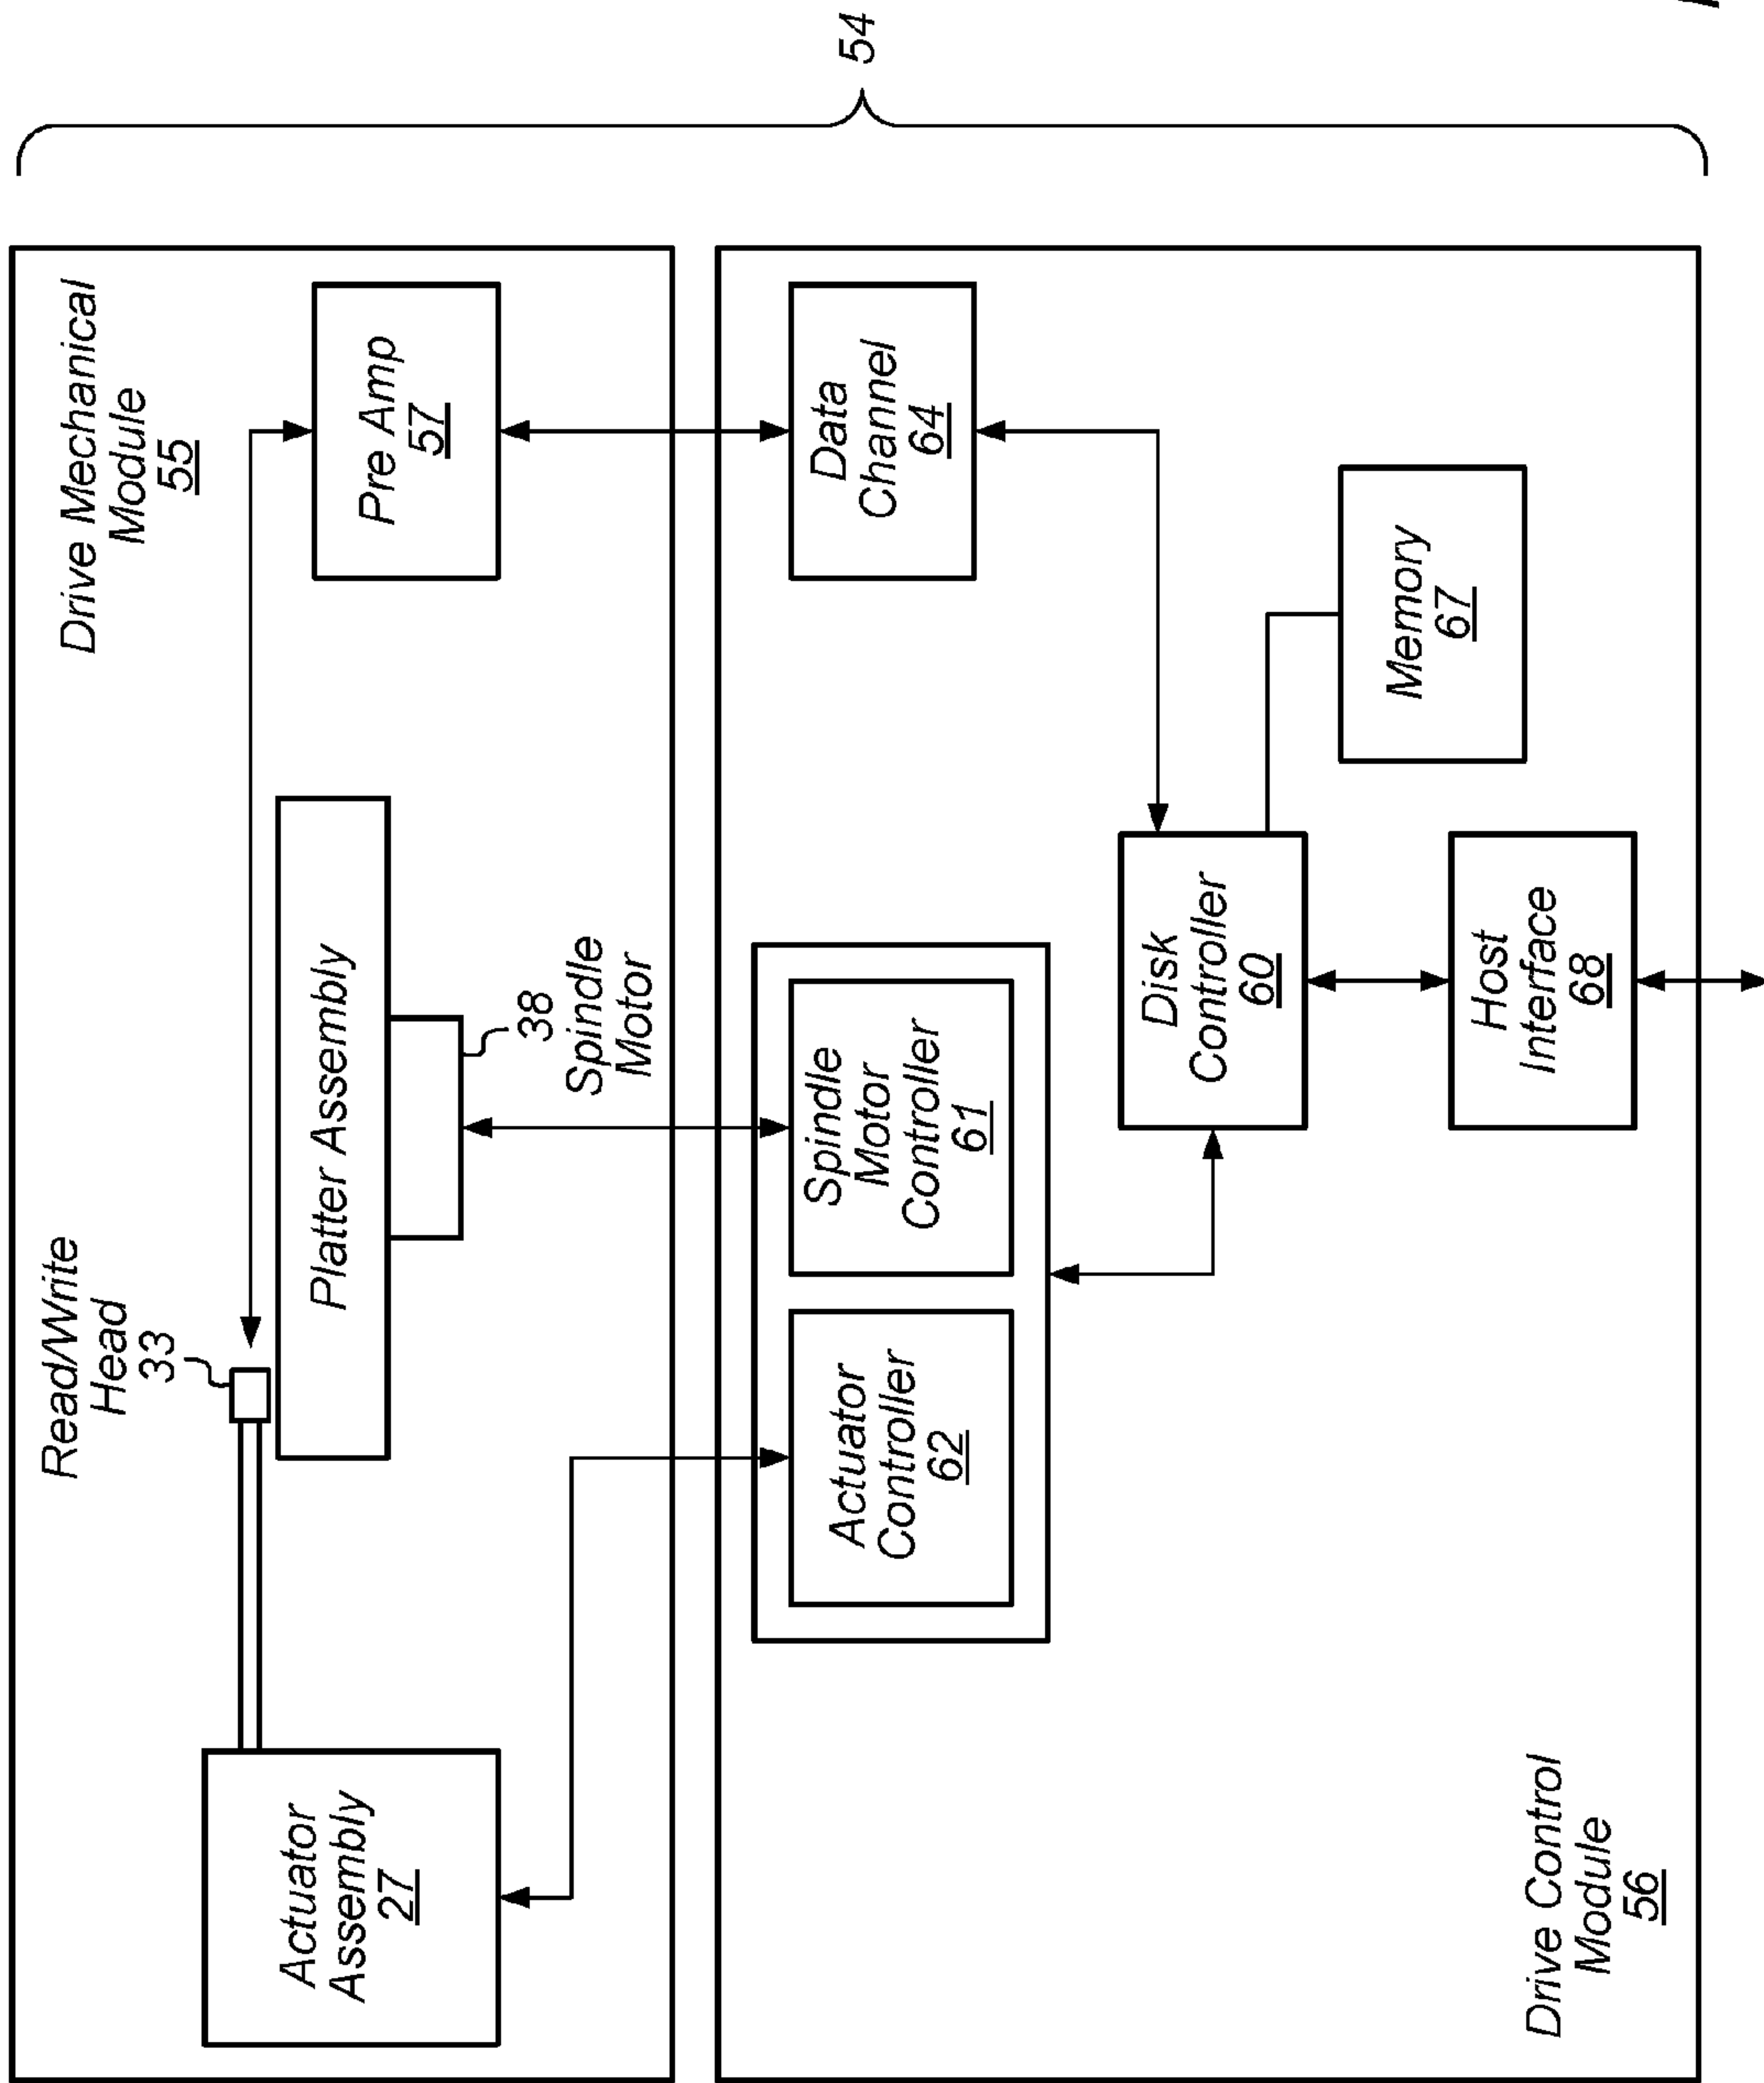 54
Drive Mechanical
Module
55
Pre Amp
57
Read/Write
Head
33
Platter Assembly
38
Spindle
Motor
Actuator
Assembly
27
Data
Channel
64
Spindle
Motor
Controller
61
Actuator
Controller
62
Disk
Controller
60
Memory
67
Host
Interface
68
Drive Control
Module
56